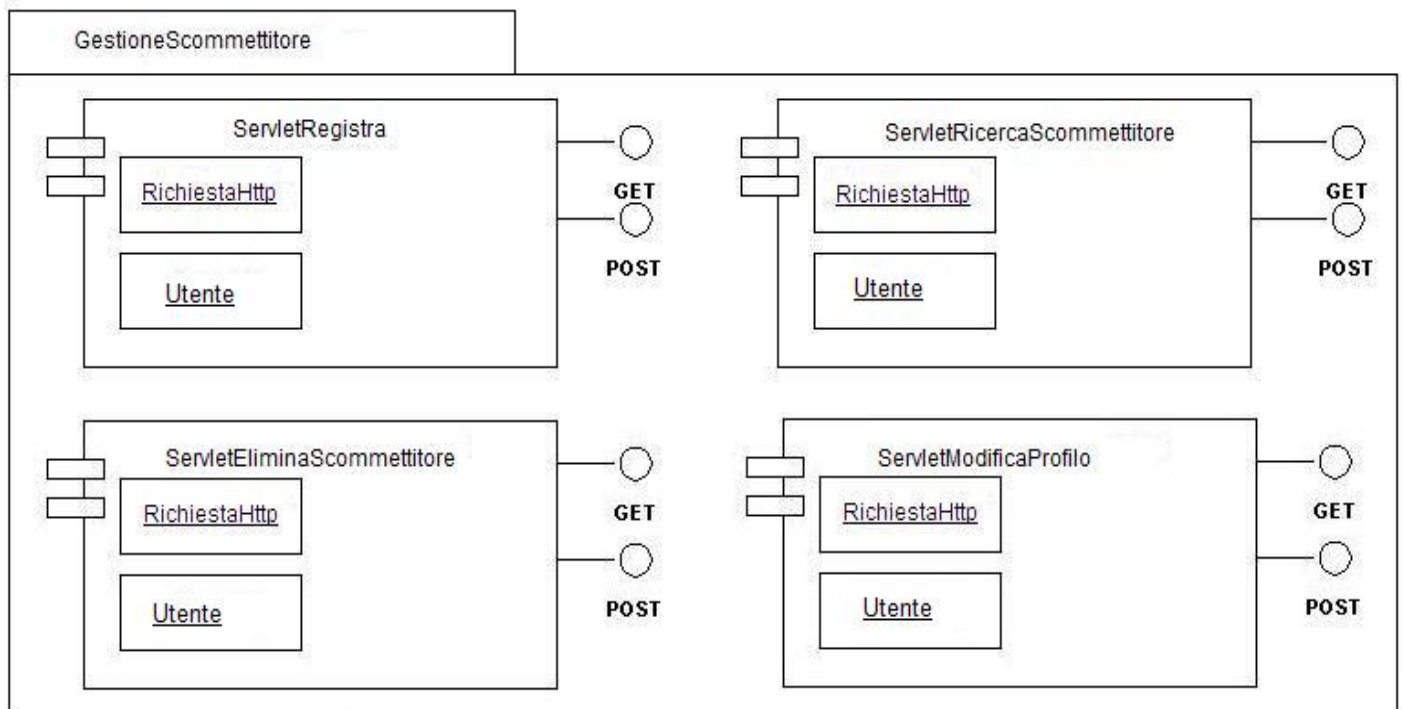 GestioneScommettitore
ServletRegistra
RichiestaHttp
Utente
GET
POST
ServletRicercaScommettitore
RichiestaHttp
Utente
GET
POST
ServletEliminaScommettitore
RichiestaHttp
Utente
GET
POST
ServletModificaProfilo
RichiestaHttp
Utente
GET
POST